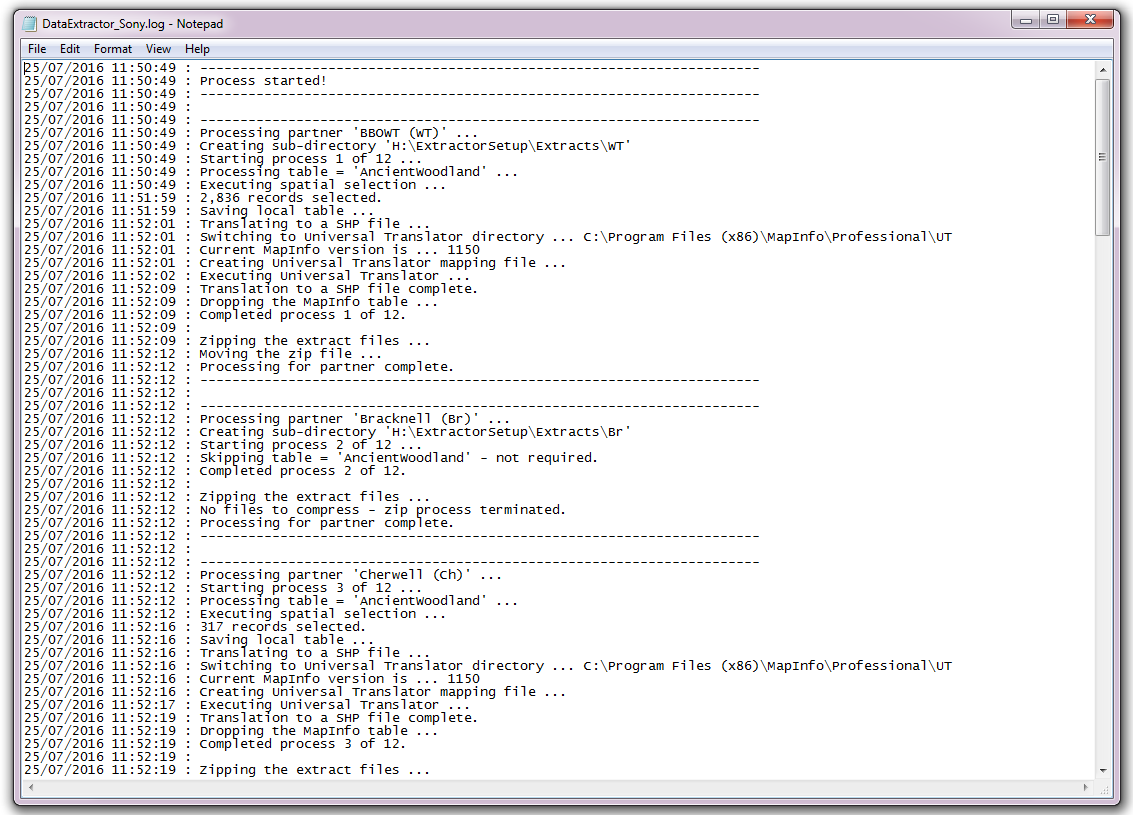 DataExtractor_Sony.log - Notepad
File Edit Format View Help
25/07/2016 11:50:49 : ----------------------------------------------------------------------
25/07/2016 11:50:49 : Process started!
25/07/2016 11:50:49 : ----------------------------------------------------------------------
25/07/2016 11:50:49 :
25/07/2016 11:50:49 : ----------------------------------------------------------------------
25/07/2016 11:50:49 : Processing partner 'BBOWT (WT)' ...
25/07/2016 11:50:49 : Creating sub-directory 'H:\ExtractorSetup\Extracts\WT'
25/07/2016 11:50:49 : Starting process 1 of 12 ...
25/07/2016 11:50:49 : Processing table = 'AncientWoodland' ...
25/07/2016 11:50:49 : Executing spatial selection ...
25/07/2016 11:51:59 : 2,836 records selected.
25/07/2016 11:51:59 : Saving local table ...
25/07/2016 11:52:01 : Translating to a SHP file ...
25/07/2016 11:52:01 : Switching to Universal Translator directory ... C:\Program Files (x86)\MapInfo\Professional\UT
25/07/2016 11:52:01 : Current MapInfo version is ... 1150
25/07/2016 11:52:01 : Creating Universal Translator mapping file ...
25/07/2016 11:52:02 : Executing Universal Translator ...
25/07/2016 11:52:09 : Translation to a SHP file complete.
25/07/2016 11:52:09 : Dropping the MapInfo table ...
25/07/2016 11:52:09 : Completed process 1 of 12.
25/07/2016 11:52:09 :
25/07/2016 11:52:09 : Zipping the extract files ...
25/07/2016 11:52:12 : Moving the zip file ...
25/07/2016 11:52:12 : Processing for partner complete.
25/07/2016 11:52:12 : ----------------------------------------------------------------------
25/07/2016 11:52:12 :
25/07/2016 11:52:12 : ----------------------------------------------------------------------
25/07/2016 11:52:12 : Processing partner 'Bracknell (Br)' ...
25/07/2016 11:52:12 : Creating sub-directory 'H:\ExtractorSetup\Extracts\Br'
25/07/2016 11:52:12 : Starting process 2 of 12 ...
25/07/2016 11:52:12 : Skipping table = 'AncientWoodland' - not required.
25/07/2016 11:52:12 : Completed process 2 of 12.
25/07/2016 11:52:12 :
25/07/2016 11:52:12 : Zipping the extract files ...
25/07/2016 11:52:12 : No files to compress - zip process terminated.
25/07/2016 11:52:12 : Processing for partner complete.
25/07/2016 11:52:12 : ----------------------------------------------------------------------
25/07/2016 11:52:12 :
25/07/2016 11:52:12 : ----------------------------------------------------------------------
25/07/2016 11:52:12 : Processing partner 'Cherwell (Ch)' ...
25/07/2016 11:52:12 : Starting process 3 of 12 ...
25/07/2016 11:52:12 : Processing table = 'AncientWoodland' ...
25/07/2016 11:52:12 : Executing spatial selection ...
25/07/2016 11:52:16 : 317 records selected.
25/07/2016 11:52:16 : Saving local table ...
25/07/2016 11:52:16 : Translating to a SHP file ...
25/07/2016 11:52:16 : Switching to Universal Translator directory ... C:\Program Files (x86)\MapInfo\Professional\UT
25/07/2016 11:52:16 : Current MapInfo version is ... 1150
25/07/2016 11:52:16 : Creating Universal Translator mapping file ...
25/07/2016 11:52:17 : Executing Universal Translator ...
25/07/2016 11:52:19 : Translation to a SHP file complete.
25/07/2016 11:52:19 : Dropping the MapInfo table ...
25/07/2016 11:52:19 : Completed process 3 of 12.
25/07/2016 11:52:19 :
25/07/2016 11:52:19 : Zipping the extract files ...